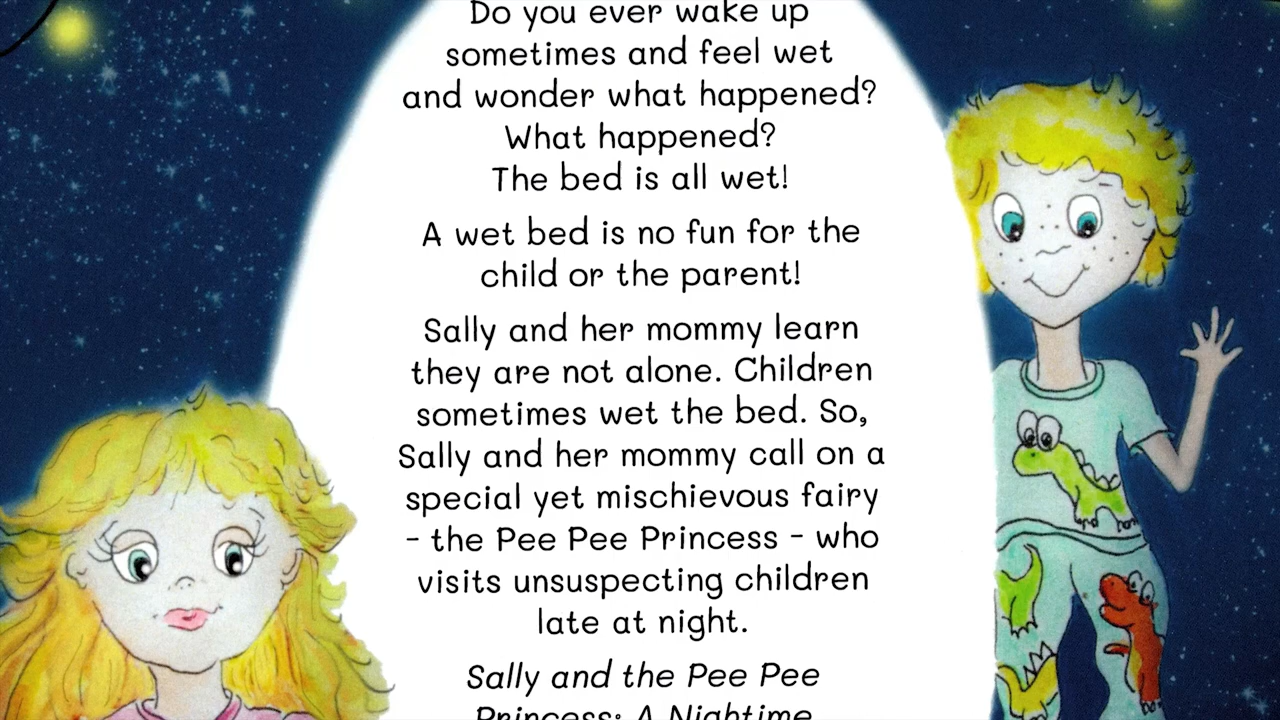 Do you ever wake up
sometimes and feel wet
and wonder what happened?
What happened?
The bed is all wet!
A wet bed is no fun for the
child or the parent!
Sally and her mommy learn
they are not alone. Children
sometimes wet the bed. So,
Sally and her mommy call on a
special yet mischievous fairy
- the Pee Pee Princess - who
visits unsuspecting children
late at night.
Sally and the Pee Pee
Princess: A Nightime